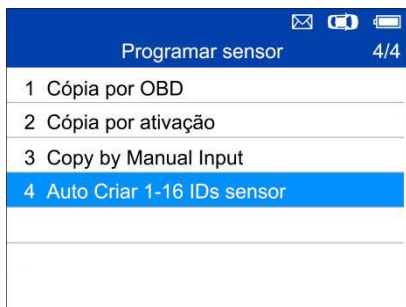 Programar sensor 4/4
1 Cópia por OBD
2 Cópia por ativação
3 Copy by Manual Input
4 Auto Criar 1-16 IDs sensor